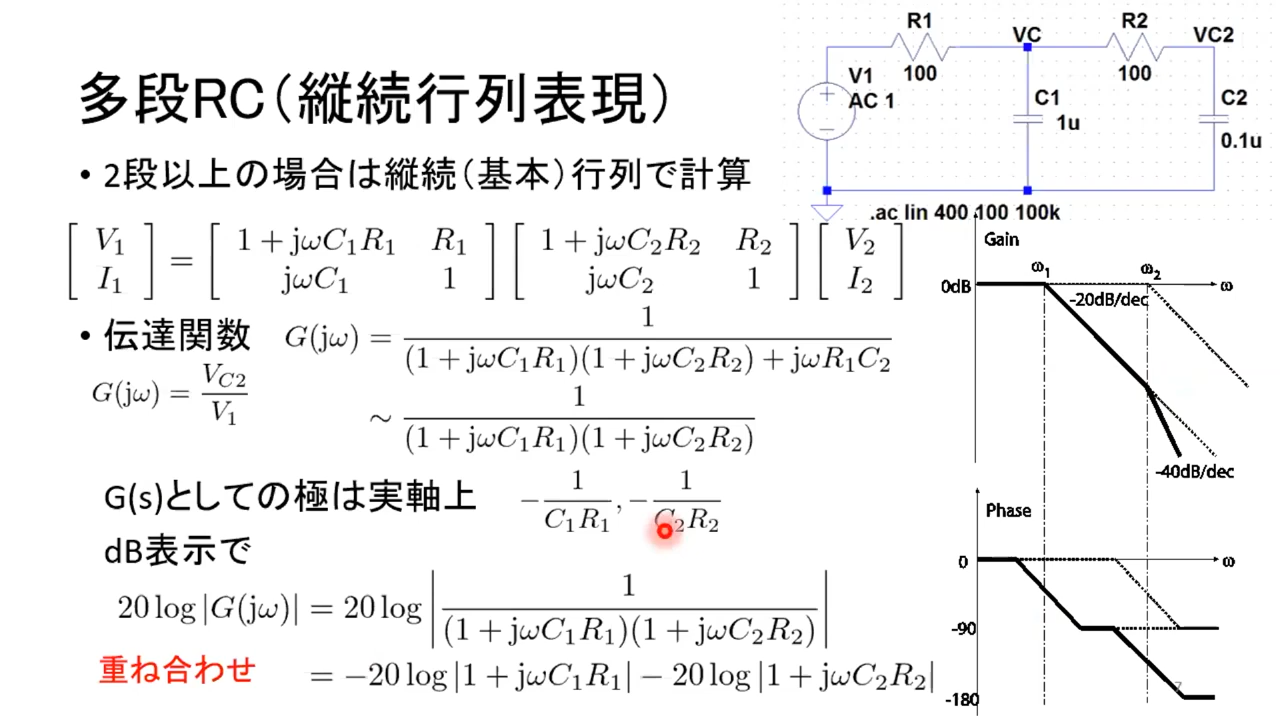 多段RC（縦続行列表現）
• 2段以上の場合は縦続（基本）行列で計算
[ V₁ I₁ ] = [ 1 + jωC₁R₁ R₁ jωC₁ 1 ] [ 1 + jωC₂R₂ R₂ jωC₂ 1 ] [ V₂ I₂ ]
• 伝達関数 G(jω) = 1 / ((1 + jωC₁R₁)(1 + jωC₂R₂) + jωR₁C₂)
G(jω) = V_C2 / V₁
∼ 1 / ((1 + jωC₁R₁)(1 + jωC₂R₂))
G(s)としての極は実軸上 −1/(C₁R₁), −1/(C₂R₂)
dB表示で
20 log |G(jω)| = 20 log |1 / ((1 + jωC₁R₁)(1 + jωC₂R₂))|
重ね合わせ = −20 log |1 + jωC₁R₁| − 20 log |1 + jωC₂R₂|
R1
100
VC
R2
100
VC2
V1
AC 1
C1
1u
C2
0.1u
.ac lin 400 100 100k
Gain
ω₁
ω₂
0dB
ω
-20dB/dec
-40dB/dec
Phase
0
ω
-90
-180
7